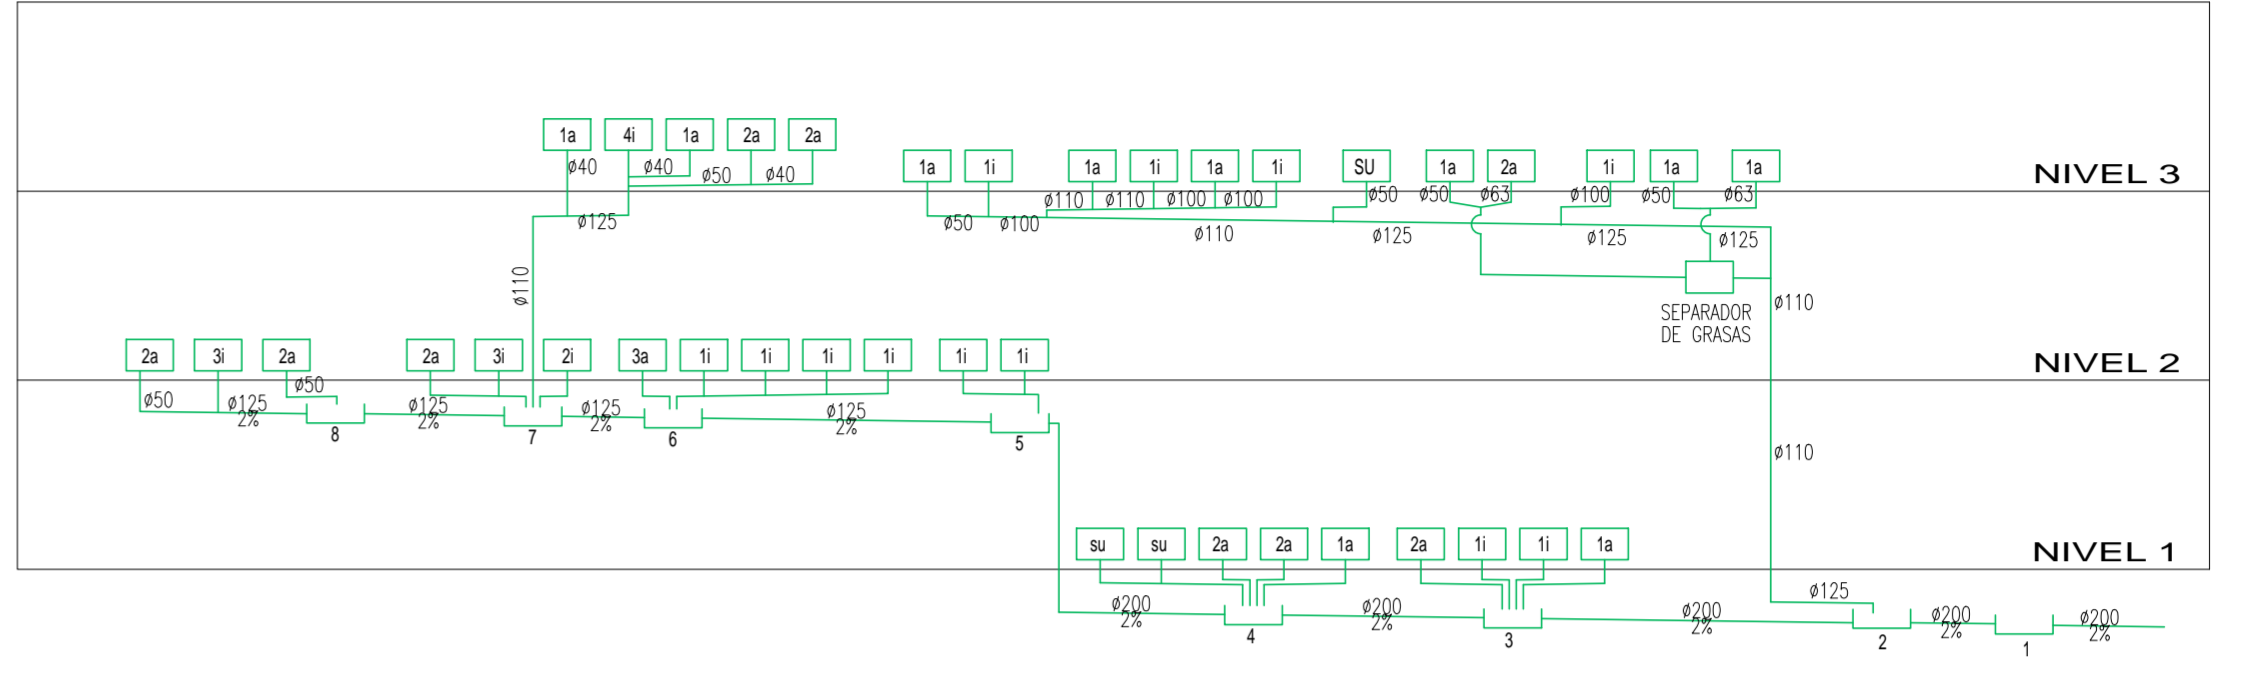 1a 4i 1a 2a 2a
1a 1i 1a 1i 1a 1i SU 1a 2a 1i 1a 1a
NIVEL 3
ø40 ø40 ø50 ø40
ø110 ø110 ø100 ø100 ø50 ø50 ø63 ø100 ø50 ø63
ø125 ø50 ø100 ø110 ø125 ø125 ø125
ø110 ø110
SEPARADOR
DE GRASAS
2a 3i 2a 2a 3i 2i 3a 1i 1i 1i 1i 1i 1i
NIVEL 2
ø50 ø125 ø50 ø125 ø125 ø125
2% 2% 2% 2%
8 7 6 5
ø110
su su 2a 2a 1a 2a 1i 1i 1a
NIVEL 1
ø125
ø200 ø200 ø200 ø200 ø200
2% 2% 2% 2% 2%
4 3 2 1